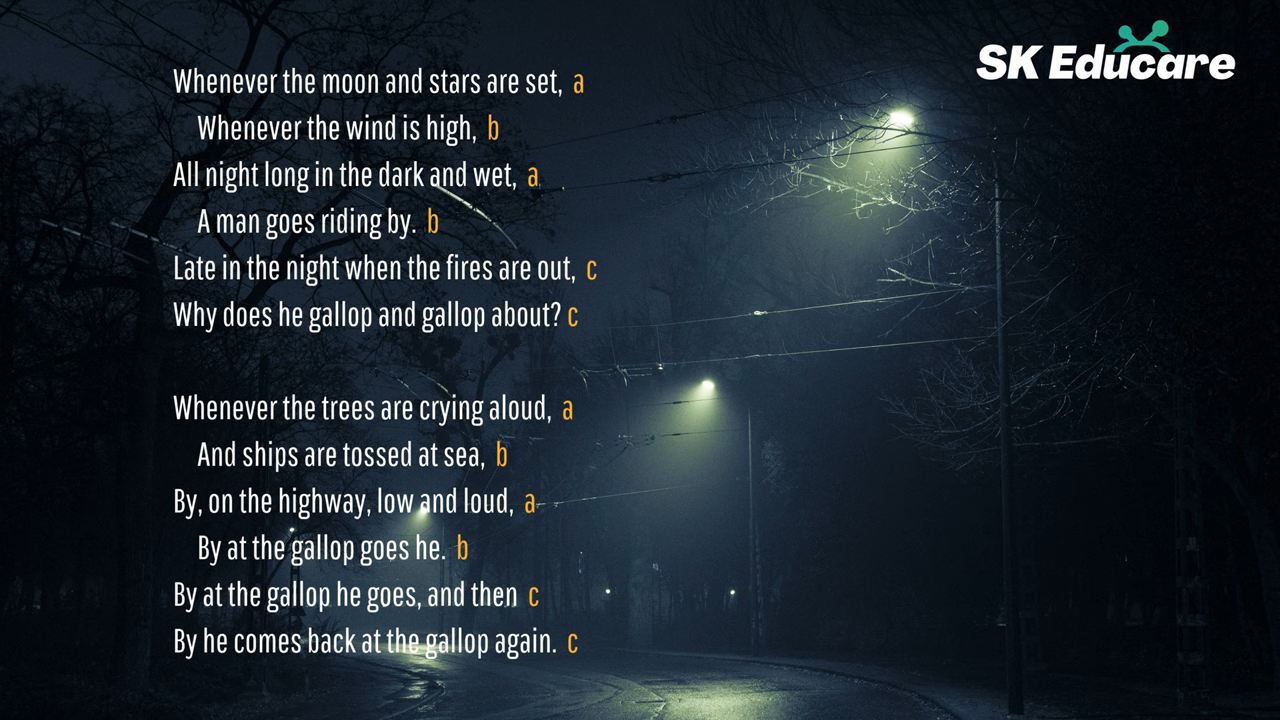 SK Educare
Whenever the moon and stars are set, a
Whenever the wind is high, b
All night long in the dark and wet, a
A man goes riding by. b
Late in the night when the fires are out, c
Why does he gallop and gallop about? c
Whenever the trees are crying aloud, a
And ships are tossed at sea, b
By, on the highway, low and loud, a
By at the gallop goes he. b
By at the gallop he goes, and then c
By he comes back at the gallop again. c